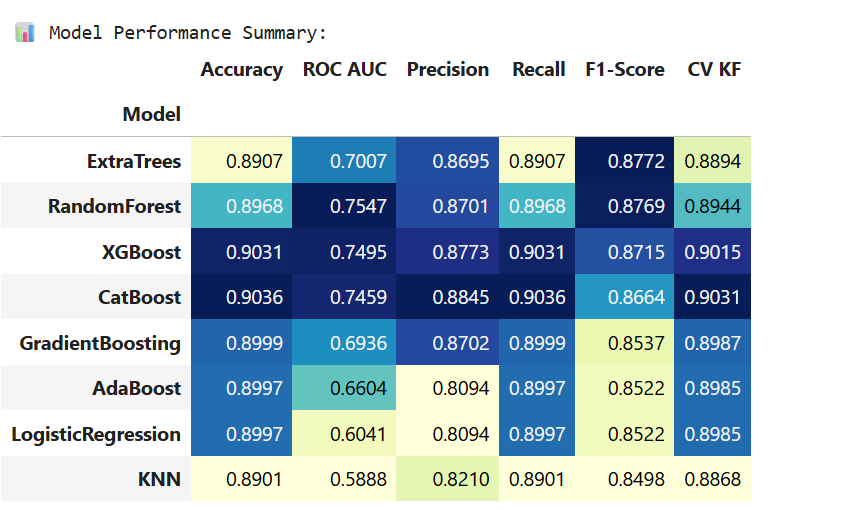 📊 Model Performance Summary:
Accuracy ROC AUC Precision Recall F1-Score CV KF
Model
ExtraTrees 0.8907 0.7007 0.8695 0.8907 0.8772 0.8894
RandomForest 0.8968 0.7547 0.8701 0.8968 0.8769 0.8944
XGBoost 0.9031 0.7495 0.8773 0.9031 0.8715 0.9015
CatBoost 0.9036 0.7459 0.8845 0.9036 0.8664 0.9031
GradientBoosting 0.8999 0.6936 0.8702 0.8999 0.8537 0.8987
AdaBoost 0.8997 0.6604 0.8094 0.8997 0.8522 0.8985
LogisticRegression 0.8997 0.6041 0.8094 0.8997 0.8522 0.8985
KNN 0.8901 0.5888 0.8210 0.8901 0.8498 0.8868